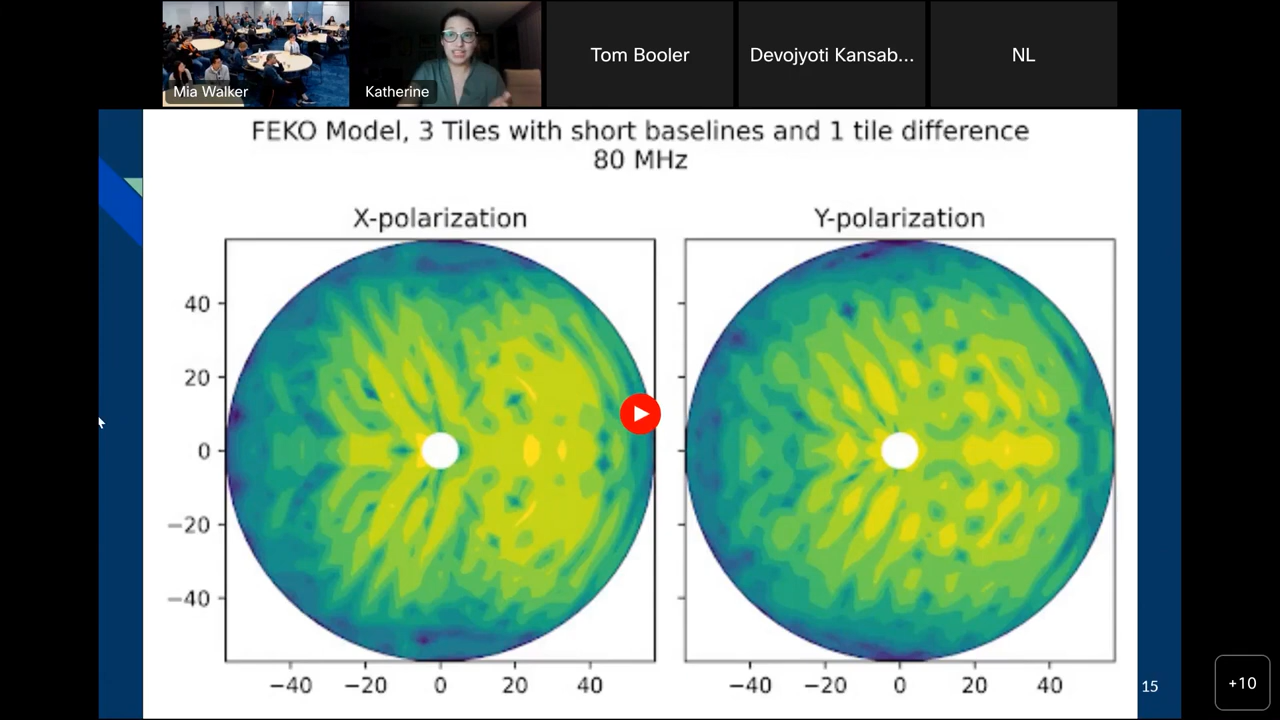 Mia Walker
Katherine
Tom Booler
Devojyoti Kansab...
NL
FEKO Model, 3 Tiles with short baselines and 1 tile difference
80 MHz
X-polarization
Y-polarization
40
20
0
−20
−40
−40 −20 0 20 40
−40 −20 0 20 40
15
+10